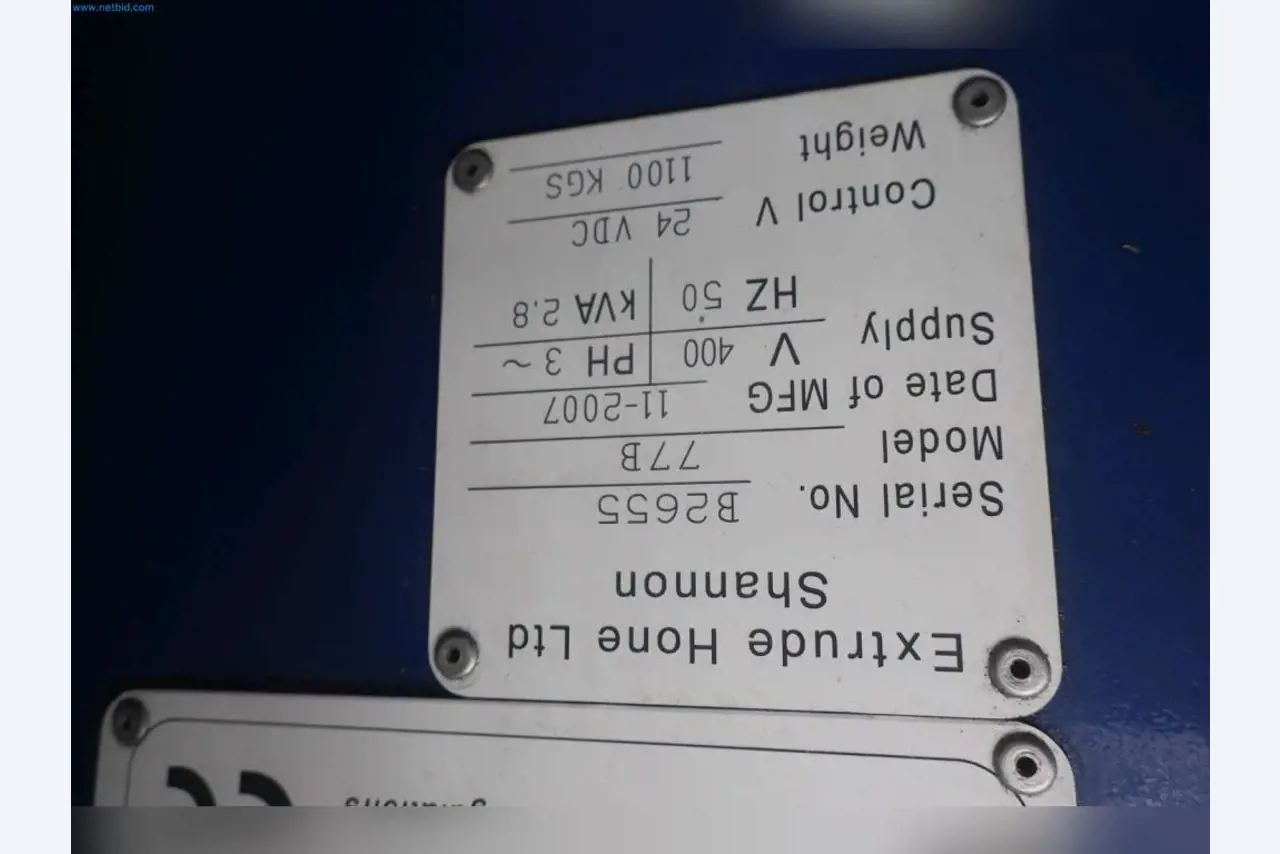 www.netbid.com
Extrude Hone Ltd
Shannon
Serial No. B2655
Model 77B
Date of MFG 11-2007
Supply V 400 PH 3 ~
HZ 50 kVA 2.8
Control V 24 VDC
Weight 1100 KGS
CE